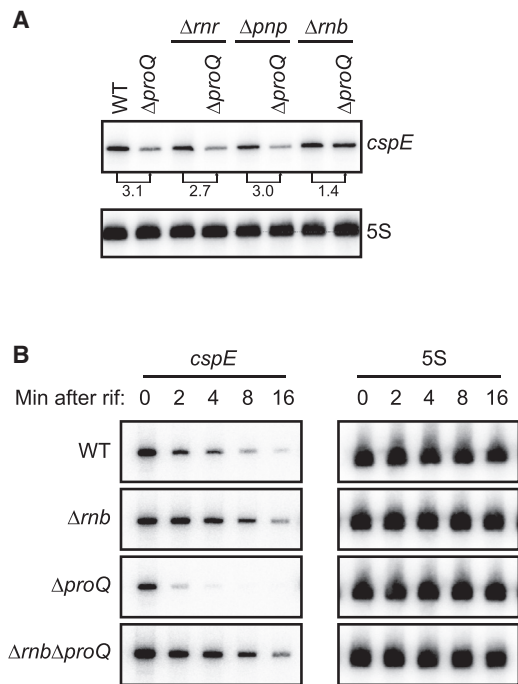 A
Δrnr Δpnp Δrnb
WT ΔproQ ΔproQ ΔproQ ΔproQ
cspE
3.1 2.7 3.0 1.4
5S
B
cspE 5S
Min after rif: 0 2 4 8 16 0 2 4 8 16
WT
Δrnb
ΔproQ
ΔrnbΔproQ